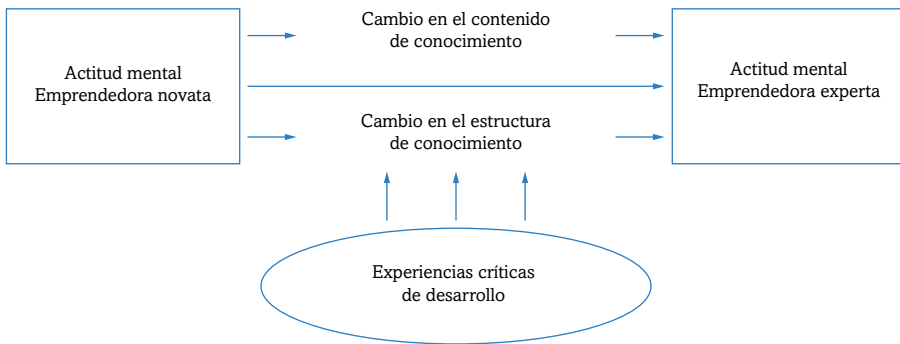 Cambio en el contenido
de conocimiento
Actitud mental
Emprendedora novata
Actitud mental
Emprendedora experta
Cambio en el estructura
de conocimiento
Experiencias críticas
de desarrollo